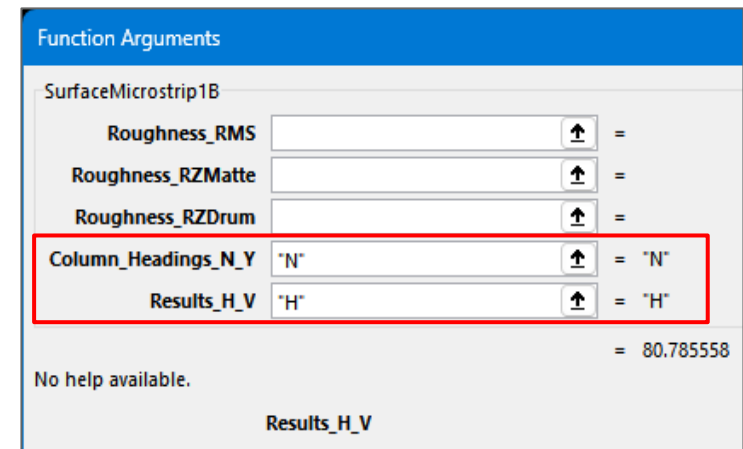 Function Arguments
SurfaceMicrostrip1B
Roughness_RMS =
Roughness_RZMatte =
Roughness_RZDrum =
Column_Headings_N_Y "N" = "N"
Results_H_V "H" = "H"
= 80.785558
No help available.
Results_H_V